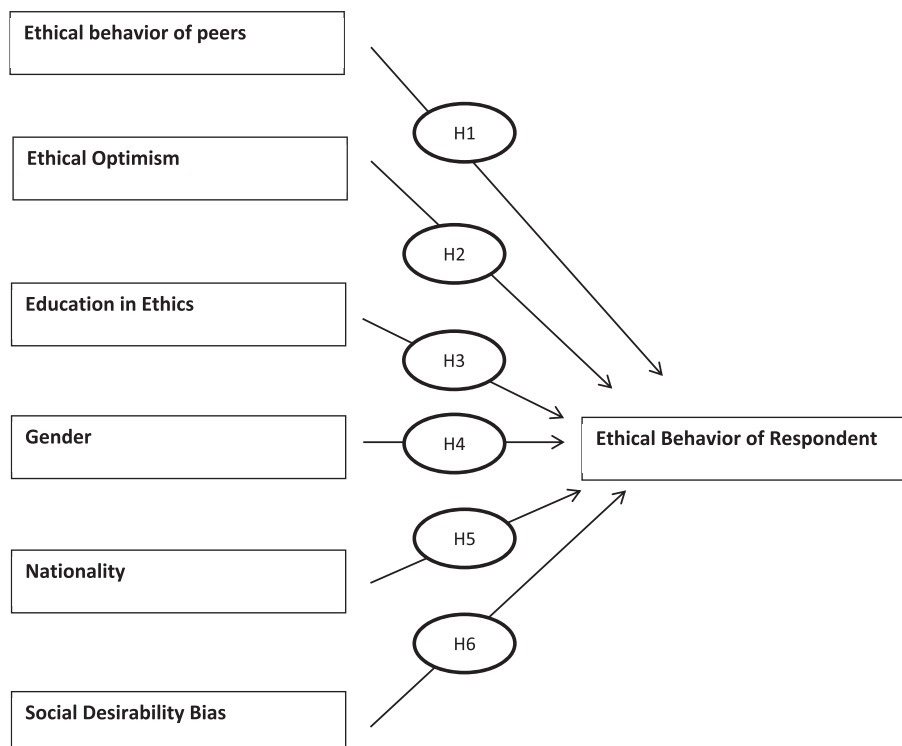 Ethical behavior of peers
H1
Ethical Optimism
H2
Education in Ethics
H3
Gender
H4
Ethical Behavior of Respondent
H5
Nationality
H6
Social Desirability Bias